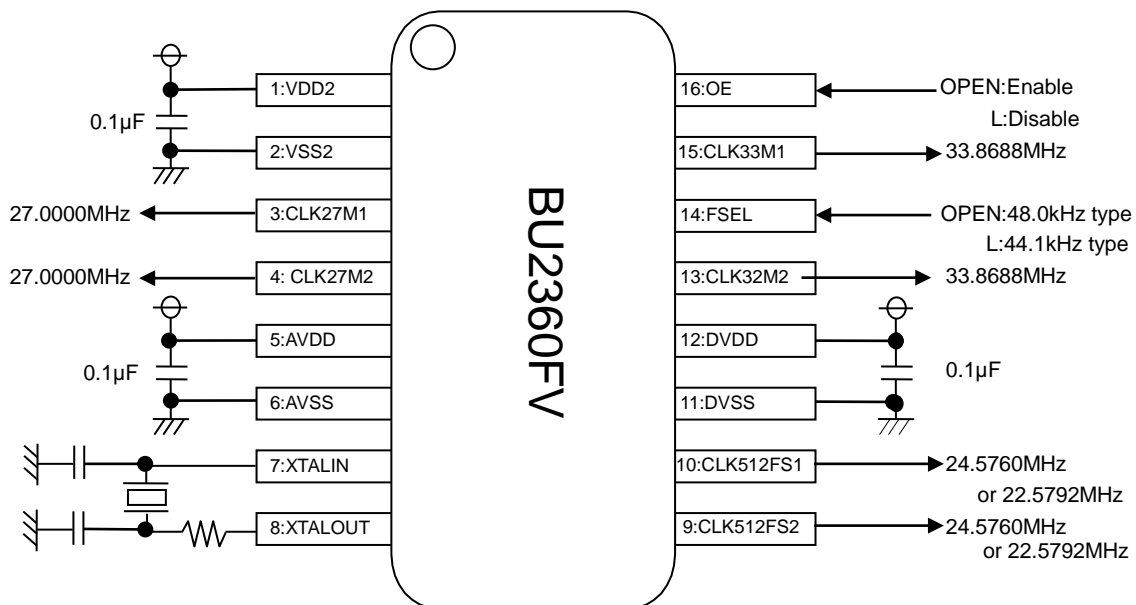 1:VDD2
0.1µF
2:VSS2
27.0000MHz
3:CLK27M1
27.0000MHz
4: CLK27M2
5:AVDD
0.1µF
6:AVSS
7:XTALIN
8:XTALOUT
BU2360FV
16:OE
OPEN:Enable
L:Disable
15:CLK33M1
33.8688MHz
14:FSEL
OPEN:48.0kHz type
L:44.1kHz type
13:CLK32M2
33.8688MHz
12:DVDD
0.1µF
11:DVSS
10:CLK512FS1
24.5760MHz
or 22.5792MHz
9:CLK512FS2
24.5760MHz
or 22.5792MHz